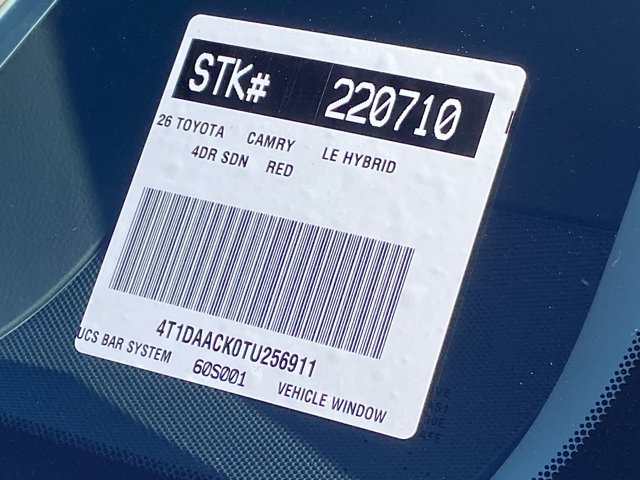 STK# 220710
26 TOYOTA CAMRY LE HYBRID
4DR SDN RED
4T1DAACK0TU256911
UCS BAR SYSTEM 60S001 VEHICLE WINDOW